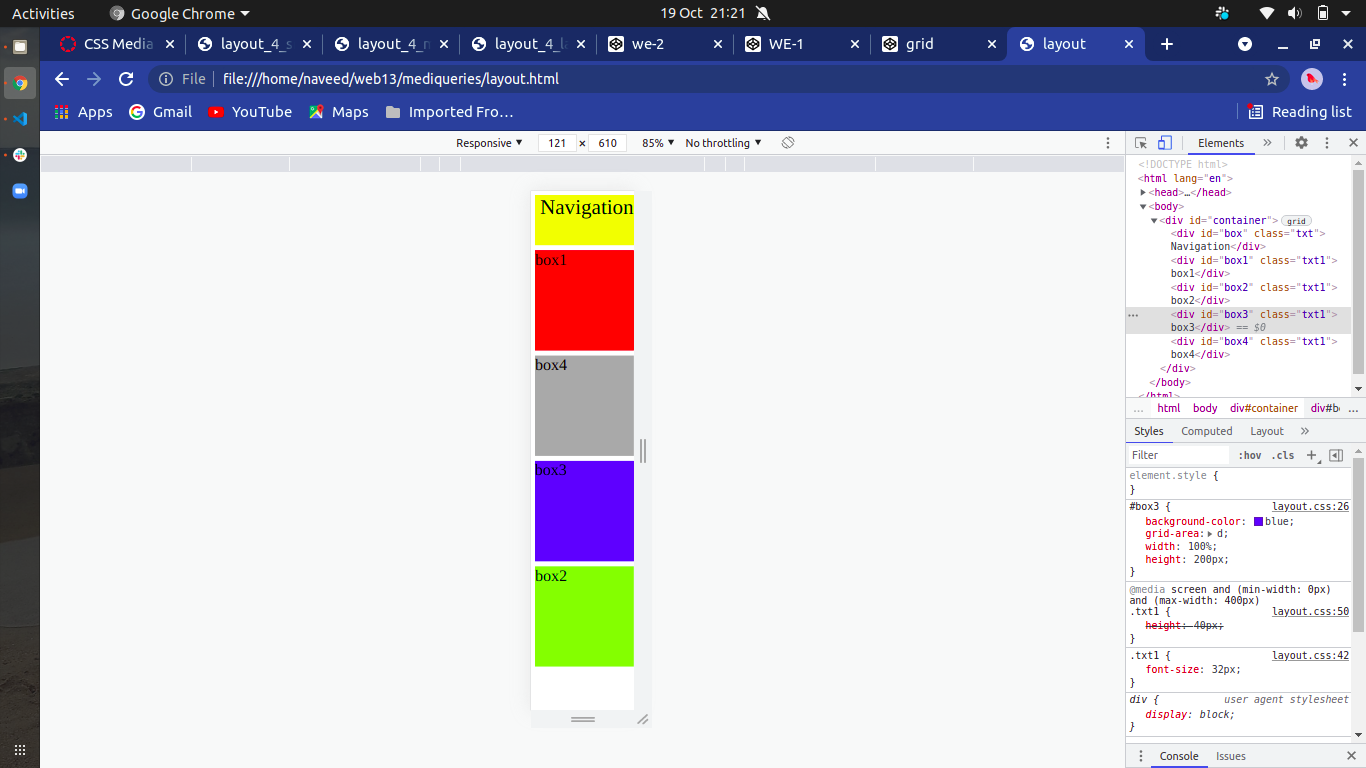 Activities Google Chrome 19 Oct 21:21
CSS Media layout_4_s layout_4_n layout_4_la we-2 WE-1 grid layout
File file:///home/naveed/web13/mediqueries/layout.html
Apps Gmail YouTube Maps Imported Fro… Reading list
Responsive 121 × 610 85% No throttling
Elements »
Navigation
box1
box4
box3
box2
<!DOCTYPE html>
<html lang="en">
<head>…</head>
<body>
<div id="container"> grid
<div id="box" class="txt">
Navigation</div>
<div id="box1" class="txt1">
box1</div>
<div id="box2" class="txt1">
box2</div>
… <div id="box3" class="txt1">
box3</div> == $0
<div id="box4" class="txt1">
box4</div>
</div>
</body>
</html>
… html body div#container div#b …
Styles Computed Layout »
Filter :hov .cls +
element.style {
}
#box3 { layout.css:26
background-color: blue;
grid-area: d;
width: 100%;
height: 200px;
}
@media screen and (min-width: 0px)
and (max-width: 400px)
.txt1 { layout.css:50
height: 40px;
}
.txt1 { layout.css:42
font-size: 32px;
}
div { user agent stylesheet
display: block;
}
Console Issues